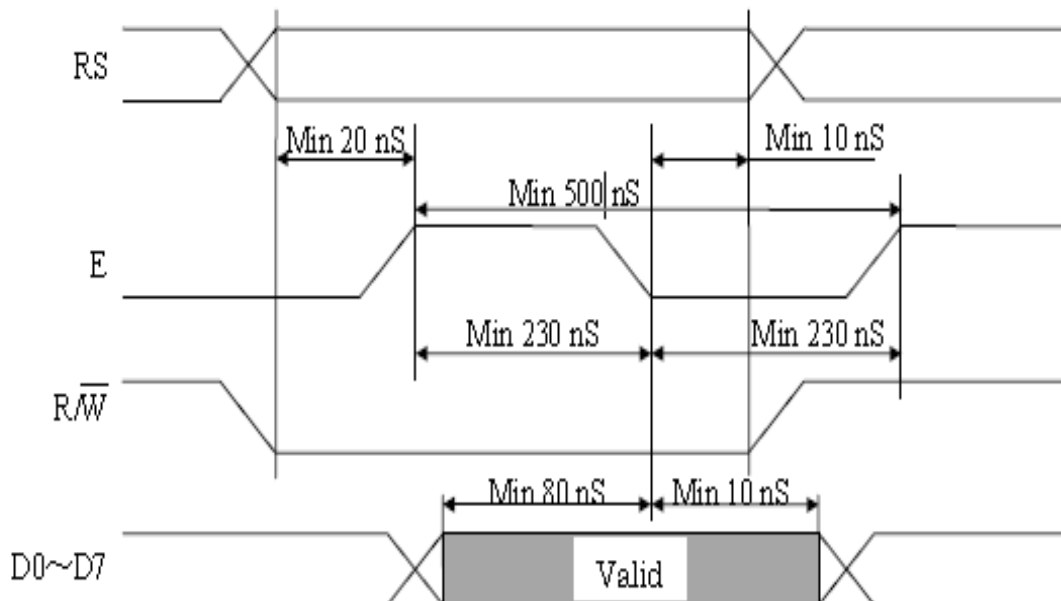 RS
Min 20 nS
Min 10 nS
Min 500 nS
E
Min 230 nS
Min 230 nS
R/W̅
Min 80 nS
Min 10 nS
D0～D7
Valid